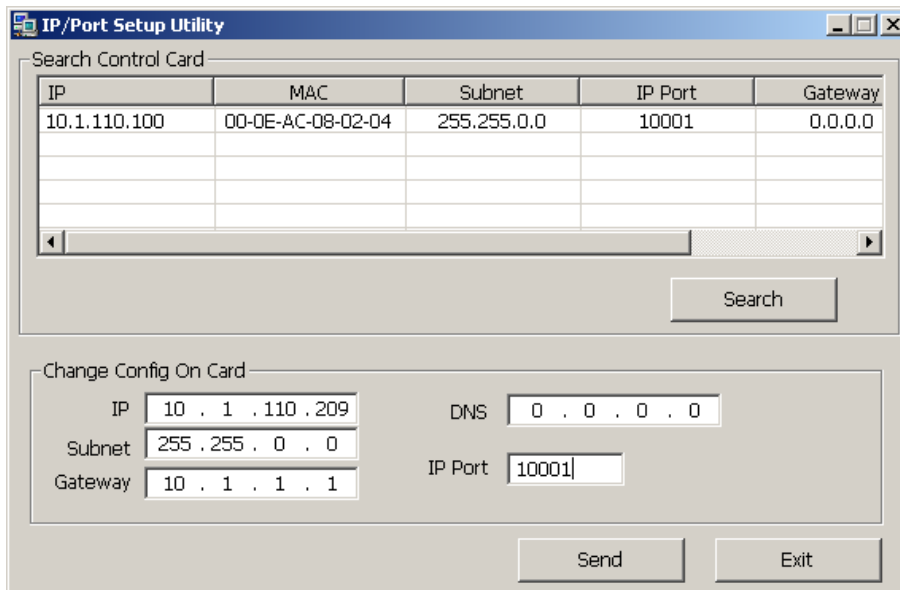 IP/Port Setup Utility
Search Control Card
IP MAC Subnet IP Port Gateway
10.1.110.100 00-0E-AC-08-02-04 255.255.0.0 10001 0.0.0.0
Search
Change Config On Card
IP 10 . 1 . 110 . 209 DNS 0 . 0 . 0 . 0
Subnet 255 . 255 . 0 . 0
IP Port 10001
Gateway 10 . 1 . 1 . 1
Send Exit